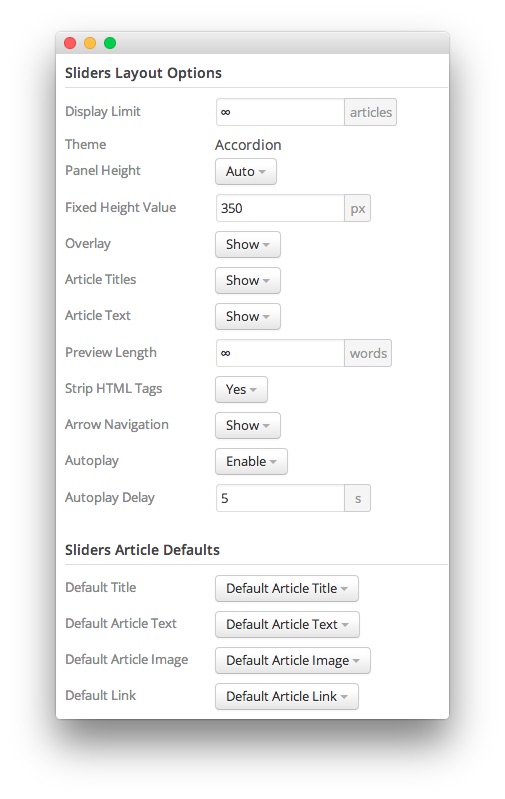 Sliders Layout Options
Display Limit ∞ articles
Theme Accordion
Panel Height Auto
Fixed Height Value 350 px
Overlay Show
Article Titles Show
Article Text Show
Preview Length ∞ words
Strip HTML Tags Yes
Arrow Navigation Show
Autoplay Enable
Autoplay Delay 5 s
Sliders Article Defaults
Default Title Default Article Title
Default Article Text Default Article Text
Default Article Image Default Article Image
Default Link Default Article Link